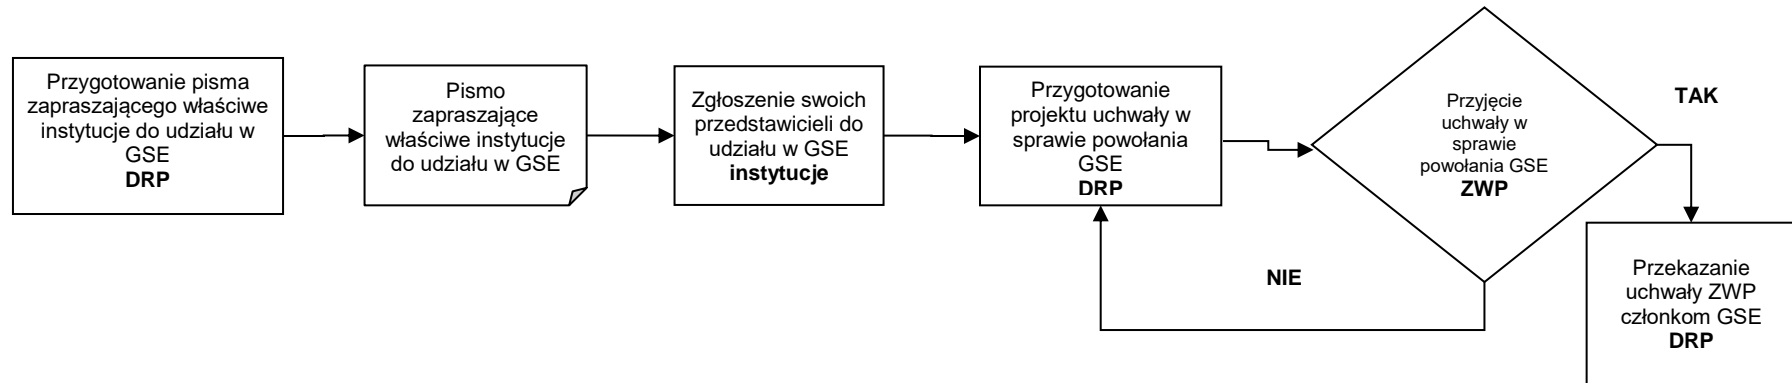 Przygotowanie pisma
zapraszającego właściwe
instytucje do udziału w
GSE
DRP
Pismo
zapraszające
właściwe instytucje
do udziału w GSE
Zgłoszenie swoich
przedstawicieli do
udziału w GSE
instytucje
Przygotowanie
projektu uchwały w
sprawie powołania
GSE
DRP
Przyjęcie
uchwały w
sprawie
powołania GSE
ZWP
TAK
NIE
Przekazanie
uchwały ZWP
członkom GSE
DRP